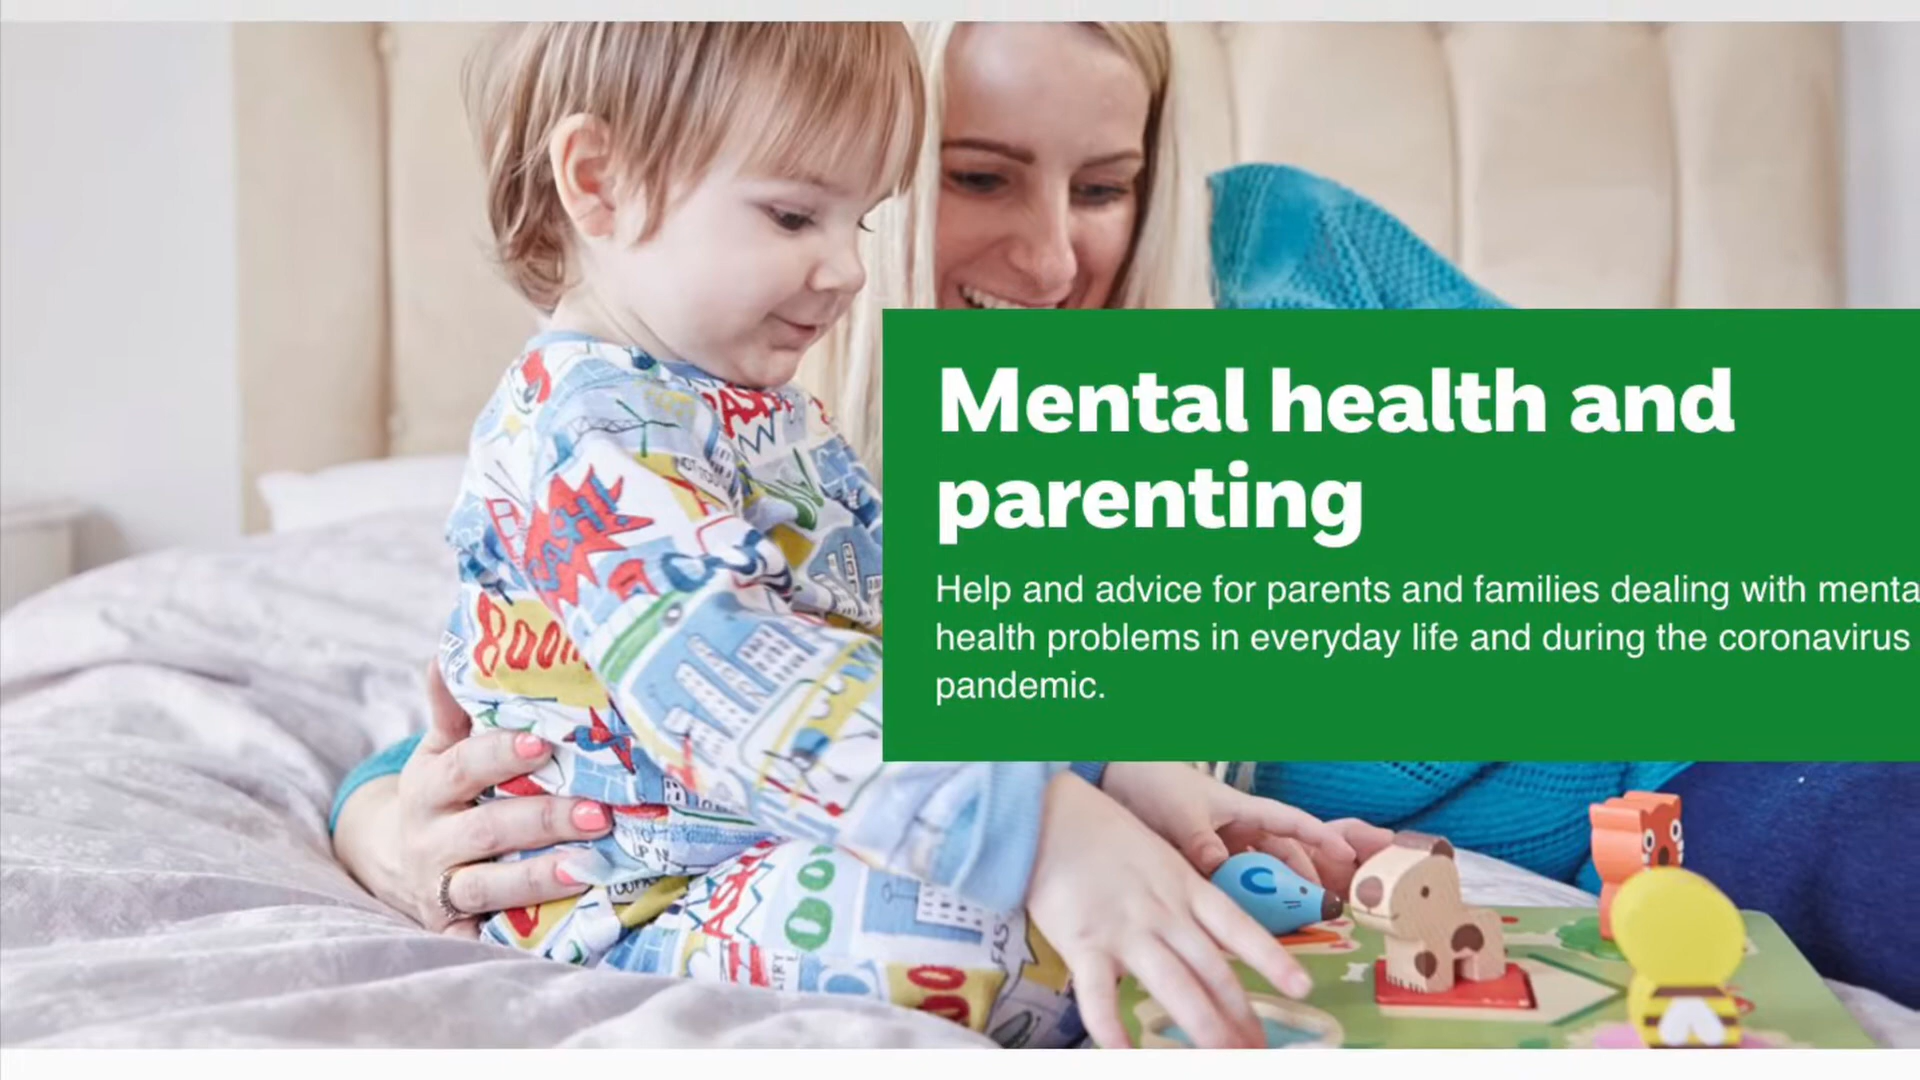 Mental health and
parenting
Help and advice for parents and families dealing with menta
health problems in everyday life and during the coronavirus
pandemic.
BOOM